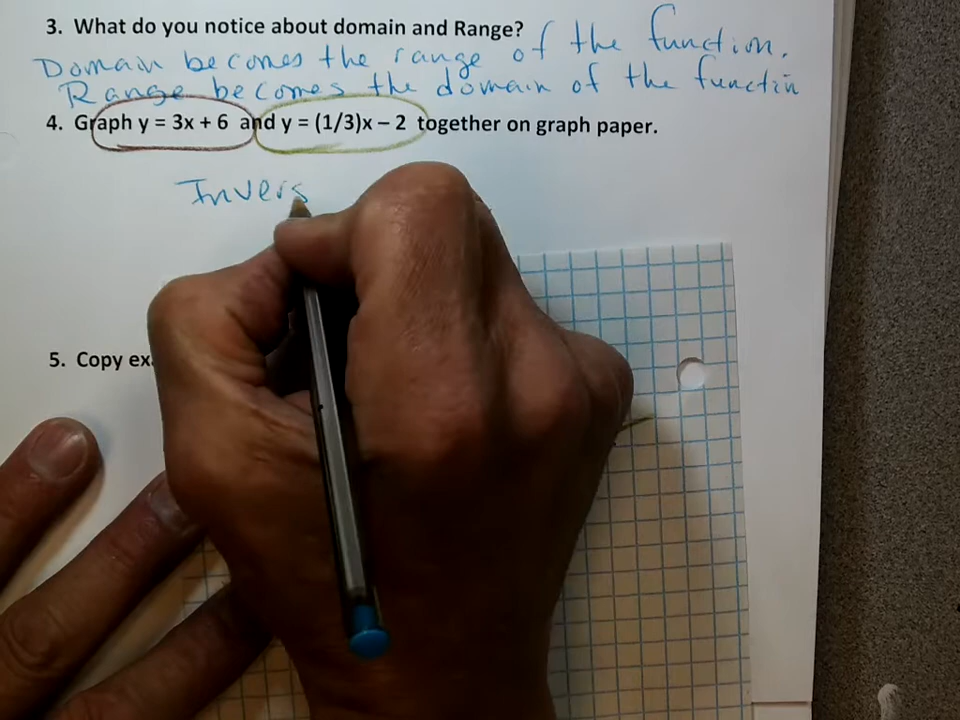 3. What do you notice about domain and Range?
Domain becomes the range of the function.
Range becomes the domain of the functin
4. Graph y = 3x + 6 and y = (1/3)x – 2 together on graph paper.
Invers
5. Copy ex